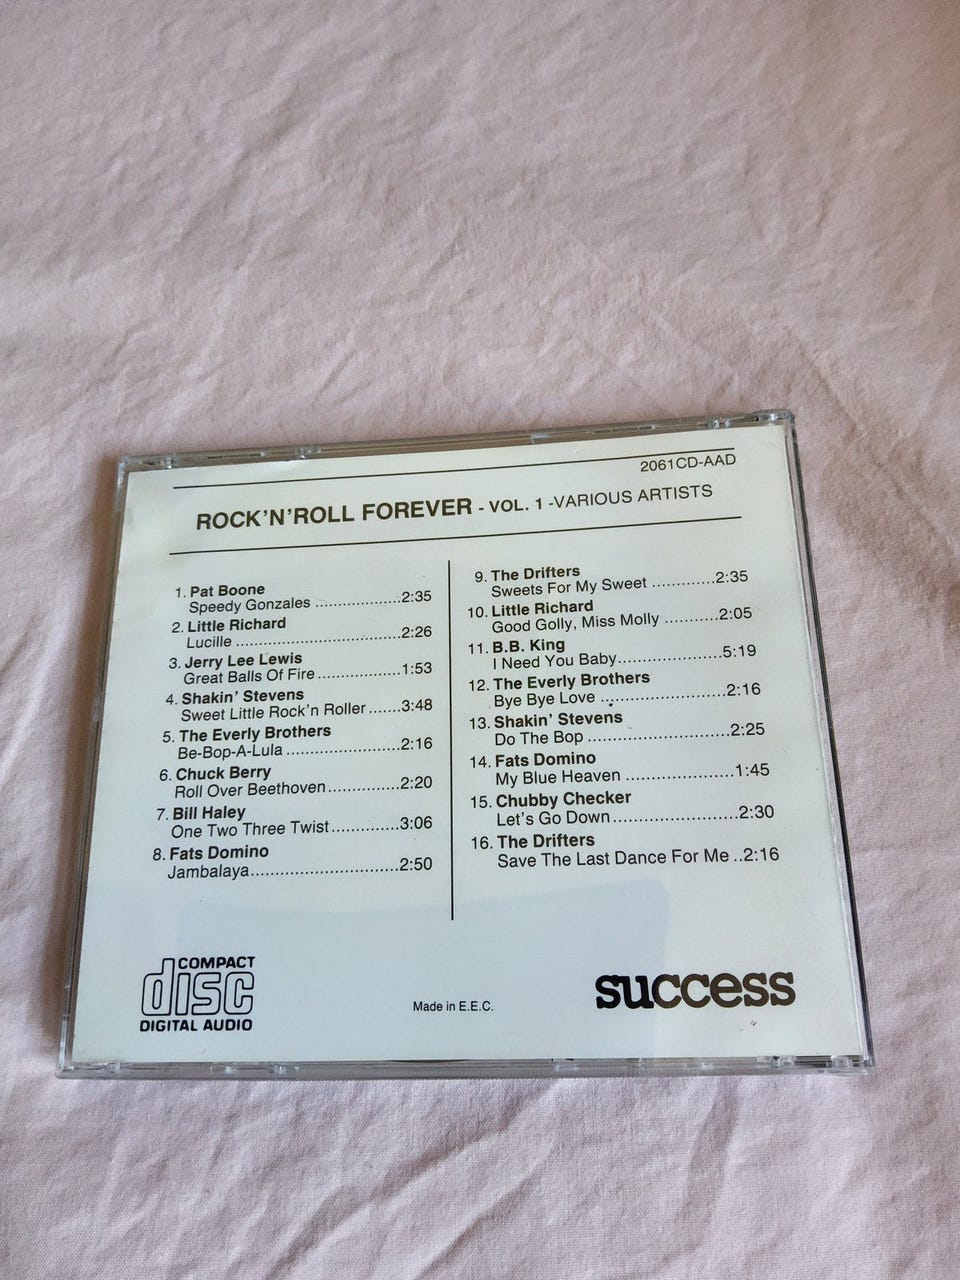 2061CD-AAD
ROCK'N'ROLL FOREVER - VOL. 1 -VARIOUS ARTISTS
1. Pat Boone
Speedy Gonzales ..................2:35
2. Little Richard
Lucille .............................2:26
3. Jerry Lee Lewis
Great Balls Of Fire ..................1:53
4. Shakin' Stevens
Sweet Little Rock'n Roller .......3:48
5. The Everly Brothers
Be-Bop-A-Lula ........................2:16
6. Chuck Berry
Roll Over Beethoven...............2:20
7. Bill Haley
One Two Three Twist..............3:06
8. Fats Domino
Jambalaya...............................2:50
9. The Drifters
Sweets For My Sweet .............2:35
10. Little Richard
Good Golly, Miss Molly ...........2:05
11. B.B. King
I Need You Baby......................5:19
12. The Everly Brothers
Bye Bye Love .........................2:16
13. Shakin' Stevens
Do The Bop .............................2:25
14. Fats Domino
My Blue Heaven ......................1:45
15. Chubby Checker
Let's Go Down..........................2:30
16. The Drifters
Save The Last Dance For Me ..2:16
COMPACT
disc
DIGITAL AUDIO
Made in E.E.C.
success